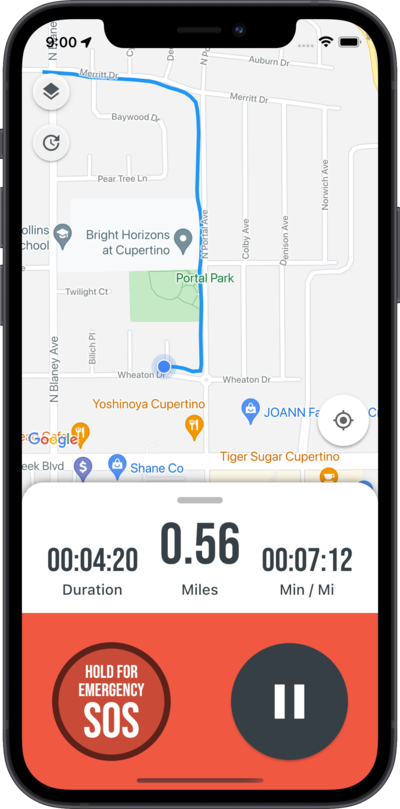 9:00
N Blaney
N Po
Auburn Dr
Merritt Dr
Merritt Dr
Baywood Dr
Pear Tree Ln
N Portal Ave
Colby Ave
Denison Ave
Norwich Ave
ollins
chool
Bright Horizons
at Cupertino
Portal Park
Twilight Ct
Bilich Pl
N Blaney Ave
Wheaton Dr
Wheaton Dr
Yoshinoya Cupertino
JOANN Fa
C
Google
eek Blvd
$
Shane Co
Tiger Sugar Cupertino
00:04:20
Duration
0.56
Miles
00:07:12
Min / Mi
HOLD FOR
EMERGENCY
SOS